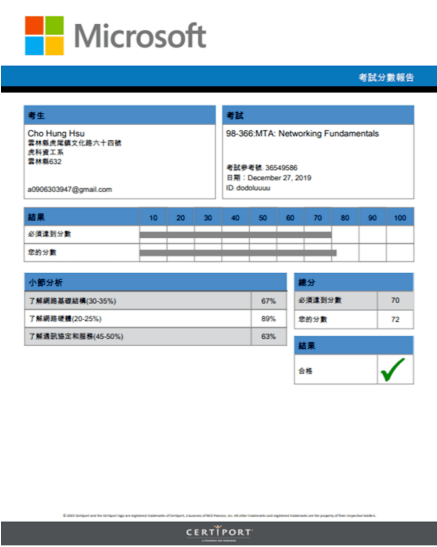 Microsoft
考試分數報告
考生
Cho Hung Hsu
雲林縣虎尾鎮文化路六十四號
虎科資工系
雲林縣632
a0906303947@gmail.com
考試
98-366:MTA: Networking Fundamentals
考試參考號 36549586
日期：December 27, 2019
ID dodoluuuu
結果 10 20 30 40 50 60 70 80 90 100
必須達到分數
您的分數
小節分析
了解網路基礎結構(30-35%) 67%
了解網路硬體(20-25%) 89%
了解通訊協定和服務(45-50%) 63%
總分
必須達到分數 70
您的分數 72
結果
合格
CERTIPORT